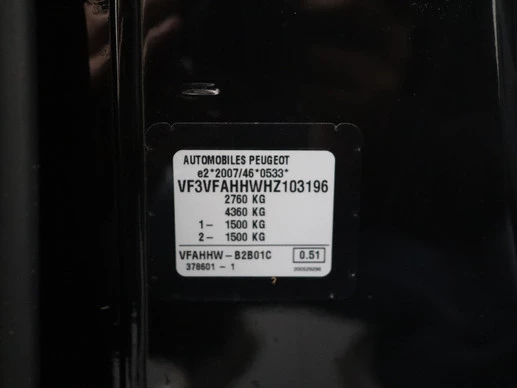 AUTOMOBILES PEUGEOT
e2*2007/46*0533*
VF3VFAHHWHZ103196
2760 KG
4360 KG
1- 1500 KG
2- 1500 KG
VFAHHW-B2B01C 0.51
378601 - 1